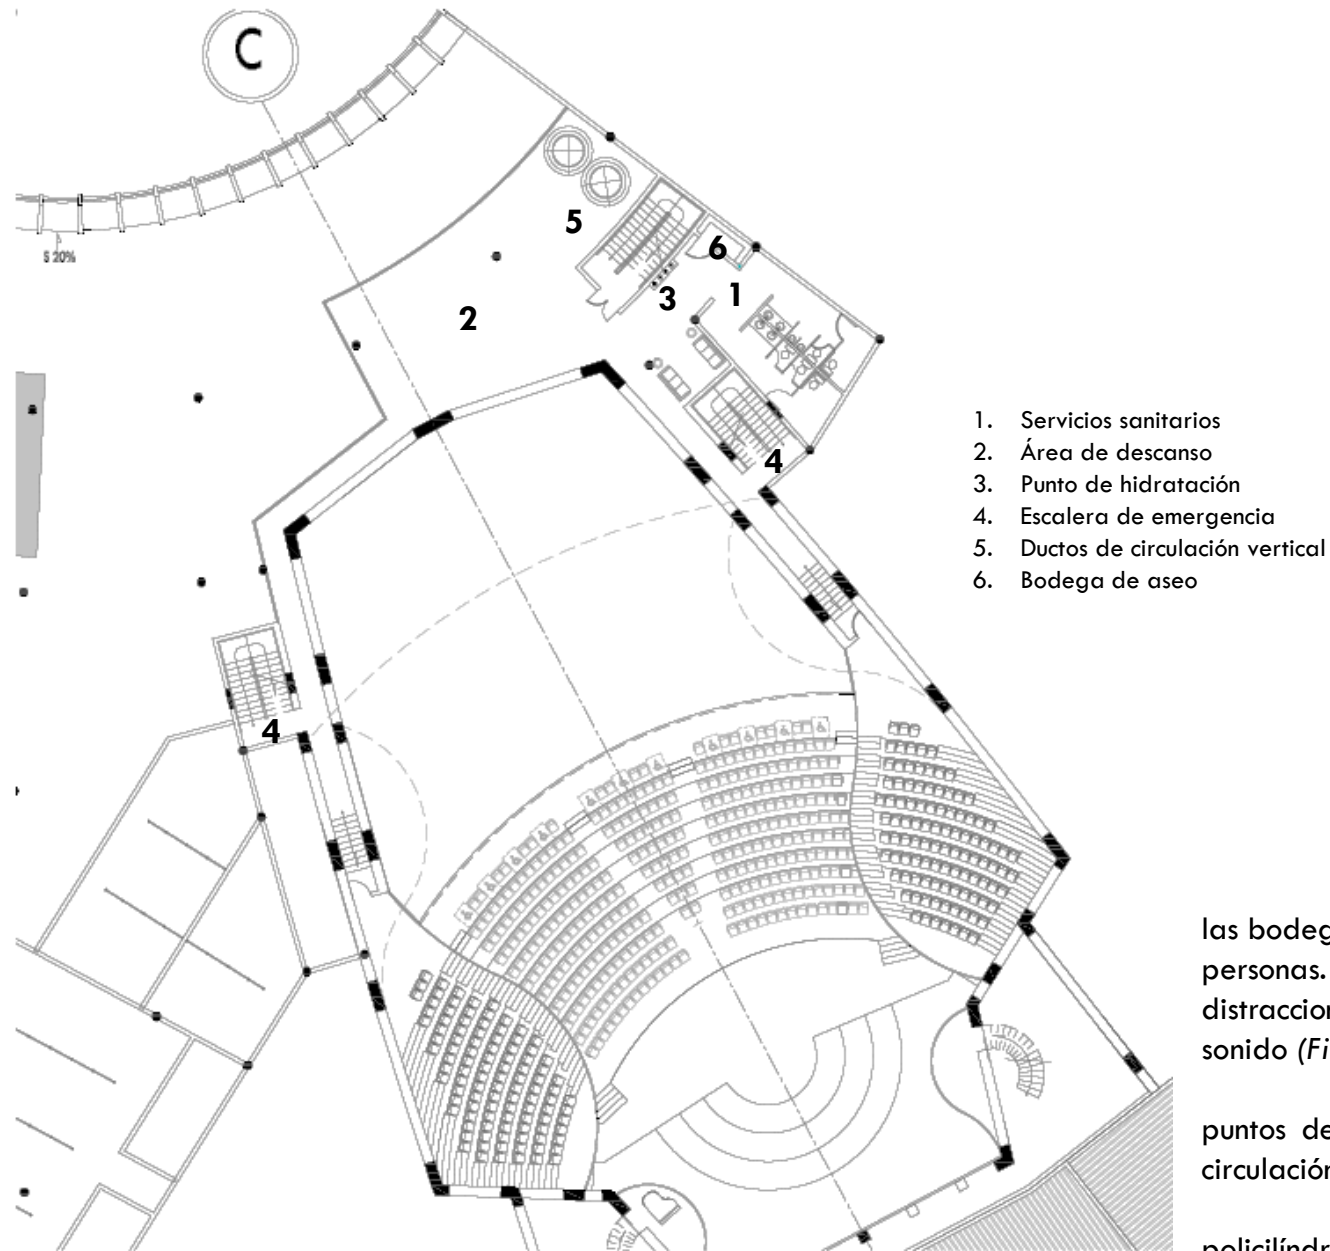 C
S 20%
5
6
3
1
2
4
4
1. Servicios sanitarios
2. Área de descanso
3. Punto de hidratación
4. Escalera de emergencia
5. Ductos de circulación vertical
6. Bodega de aseo
las bodeg
personas.
distraccion
sonido (Fi
puntos de
circulación
policilíndr